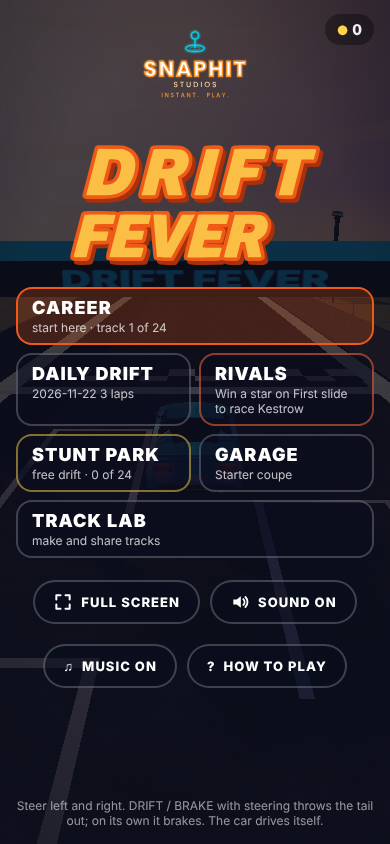 0
SNAPHIT
STUDIOS
INSTANT. PLAY.
DRIFT
FEVER
DRIFT FEVER
CAREER
start here · track 1 of 24
DAILY DRIFT
2026-11-22 3 laps
RIVALS
Win a star on First slide
to race Kestrow
STUNT PARK
free drift · 0 of 24
GARAGE
Starter coupe
TRACK LAB
make and share tracks
FULL SCREEN
SOUND ON
♫ MUSIC ON
? HOW TO PLAY
Steer left and right. DRIFT / BRAKE with steering throws the tail
out; on its own it brakes. The car drives itself.